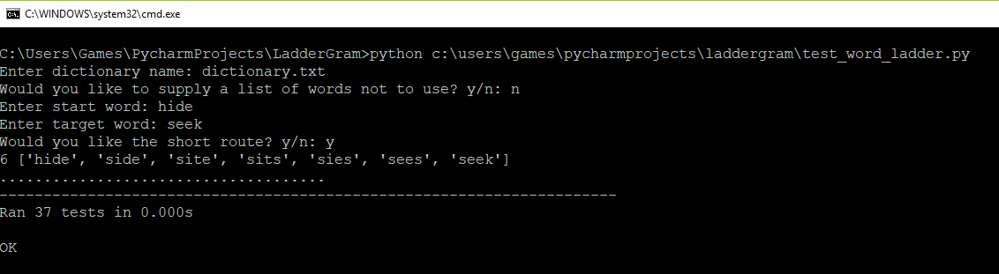 C:\WINDOWS\system32\cmd.exe
C:\Users\Games\PycharmProjects\LadderGram>python c:\users\games\pycharmprojects\laddergram\test_word_ladder.py
Enter dictionary name: dictionary.txt
Would you like to supply a list of words not to use? y/n: n
Enter start word: hide
Enter target word: seek
Would you like the short route? y/n: y
6 ['hide', 'side', 'site', 'sits', 'sies', 'sees', 'seek']
.....................................
----------------------------------------------------------------------
Ran 37 tests in 0.000s
OK